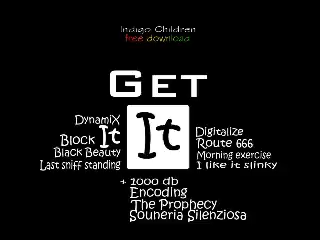 Indigo Children
free download
GET
It
DynamiX
Block It
Black Beauty
Last sniff standing
Digitalize
Route 666
Morning exercise
I like it slinky
+ 1000 db
Encoding
The Prophecy
Souneria Silenziosa